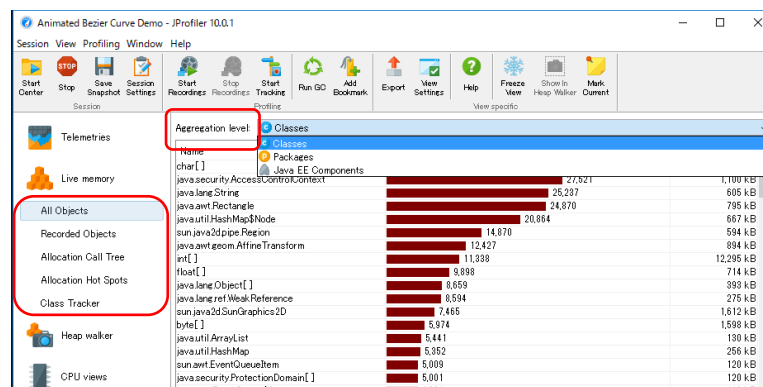 Animated Bezier Curve Demo - JProfiler 10.0.1
Session View Profiling Window Help
STOP
Start Center
Stop
Save Snapshot
Session Settings
Start Recordings
Stop Recordings
Start Tracking
Run GC
Add Bookmark
Export
View Settings
Help
Freeze View
Show In Heap Walker
Mark Current
Session
Profiling
View specific
Telemetries
Live memory
All Objects
Recorded Objects
Allocation Call Tree
Allocation Hot Spots
Class Tracker
Heap walker
CPU views
Aggregation level: Classes
Classes
Packages
Java EE Components
Name
char[ ]
java.security.AccessControlContext 27,521 1,100 kB
java.lang.String 25,237 605 kB
java.awt.Rectangle 24,870 795 kB
java.util.HashMap$Node 20,864 667 kB
sun.java2d.pipe.Region 14,870 594 kB
java.awt.geom.AffineTransform 12,427 894 kB
int[ ] 11,338 12,295 kB
float[ ] 9,898 714 kB
java.lang.Object[ ] 8,659 393 kB
java.lang.ref.WeakReference 8,594 275 kB
sun.java2d.SunGraphics2D 7,465 1,612 kB
byte[ ] 5,974 1,598 kB
java.util.ArrayList 5,441 130 kB
java.util.HashMap 5,352 256 kB
sun.awt.EventQueueItem 5,009 120 kB
java.security.ProtectionDomain[ ] 5,001 120 kB